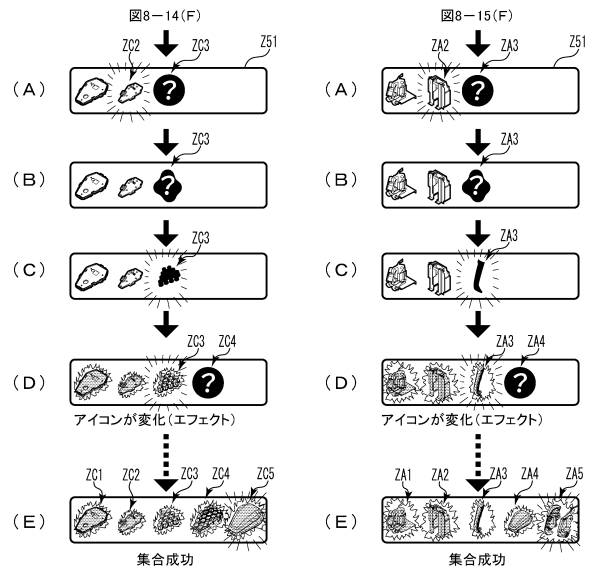 図8－14(F)
ZC2 ZC3 Z51
(A) ?
ZC3
(B) ?
ZC3
(C)
ZC3 ZC4
(D) ?
アイコンが変化(エフェクト)
ZC1 ZC2 ZC3 ZC4 ZC5
(E)
集合成功
図8－15(F)
ZA2 ZA3 Z51
(A) ?
ZA3
(B) ?
ZA3
(C)
ZA3 ZA4
(D) ?
アイコンが変化(エフェクト)
ZA1 ZA2 ZA3 ZA4 ZA5
(E)
集合成功